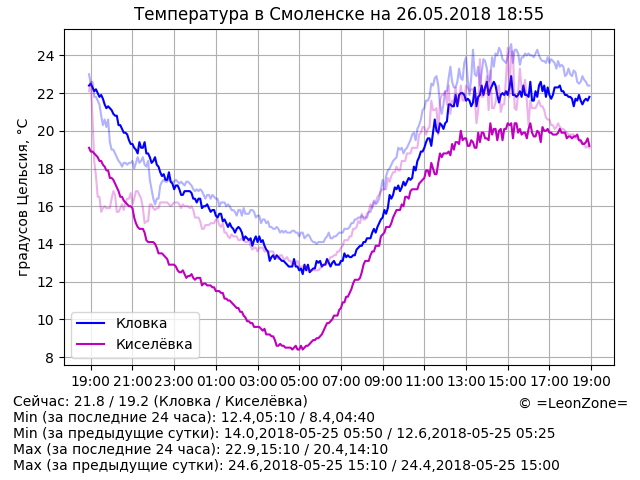 Температура в Смоленске на 26.05.2018 18:55
градусов Цельсия, °C
24
22
20
18
16
14
12
10
8
Кловка
Киселёвка
19:00 21:00 23:00 01:00 03:00 05:00 07:00 09:00 11:00 13:00 15:00 17:00 19:00
Сейчас: 21.8 / 19.2 (Кловка / Киселёвка)
© =LeonZone=
Min (за последние 24 часа): 12.4,05:10 / 8.4,04:40
Min (за предыдущие сутки): 14.0,2018-05-25 05:50 / 12.6,2018-05-25 05:25
Max (за последние 24 часа): 22.9,15:10 / 20.4,14:10
Max (за предыдущие сутки): 24.6,2018-05-25 15:10 / 24.4,2018-05-25 15:00